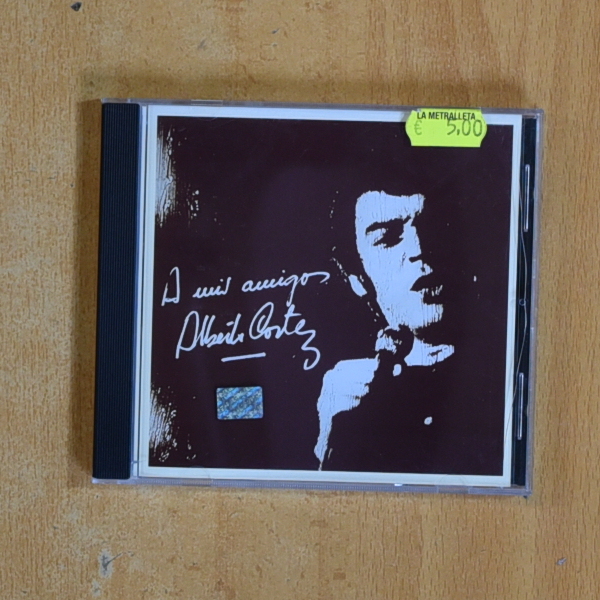 LA METRALLETA
€ 5,00
A mis amigos
Alberto Cortez